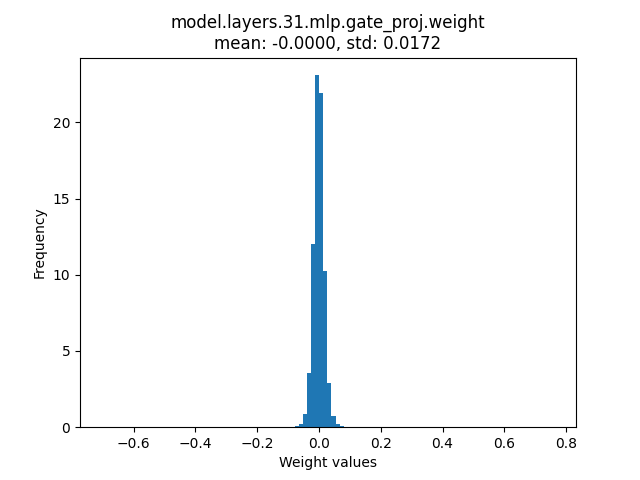 model.layers.31.mlp.gate_proj.weight
mean: -0.0000, std: 0.0172
Frequency
20
15
10
5
0
−0.6 −0.4 −0.2 0.0 0.2 0.4 0.6 0.8
Weight values